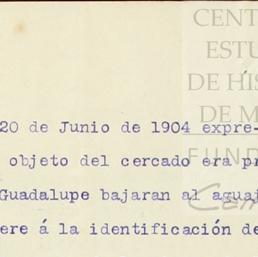 CENT
ESTU
DE HIS
DE M
FUND
20 de Junio de 1904 expre-
objeto del cercado era pr
Guadalupe bajaran al aguaj
ere á la identificación de